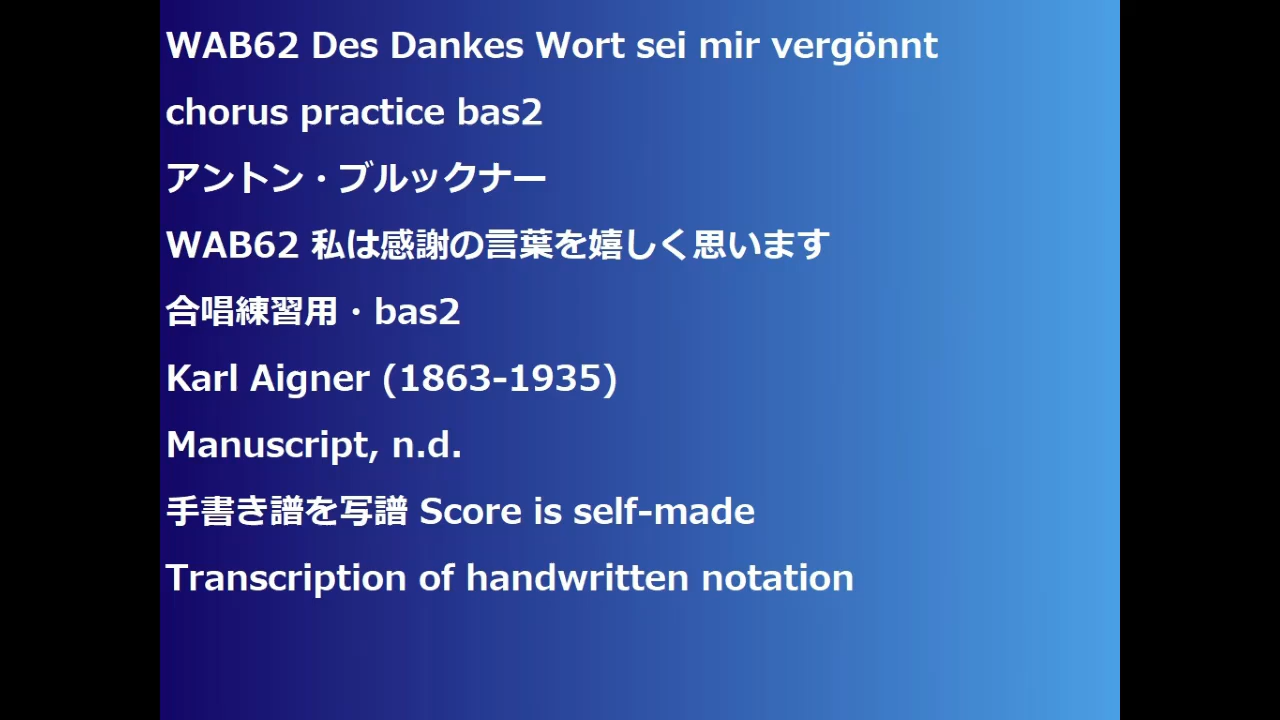 WAB62 Des Dankes Wort sei mir vergönnt
chorus practice bas2
アントン・ブルックナー
WAB62 私は感謝の言葉を嬉しく思います
合唱練習用・bas2
Karl Aigner (1863-1935)
Manuscript, n.d.
手書き譜を写譜 Score is self-made
Transcription of handwritten notation